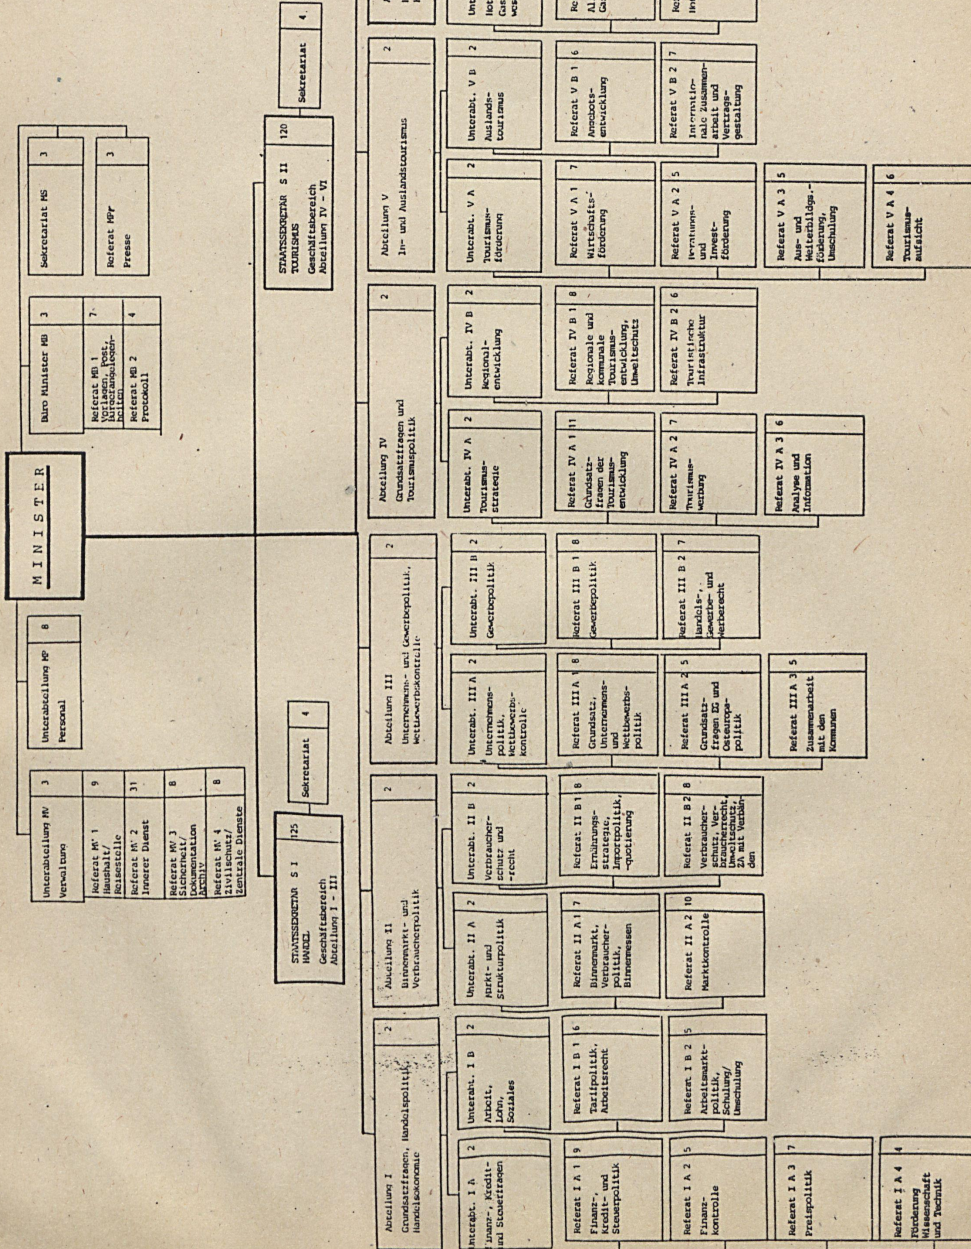 MINISTER
Unterabteilung MV 3
Verwaltung
Referat MV 1 9
Haushalt/
Reisestelle
Referat MV 2 31
Innerer Dienst
Referat MV 3 8
Sicherheit/
Dokumentation
Archiv
Referat MV 4 8
Zivilschutz/
Zentrale Dienste
Unterabteilung MP 8
Personal
Büro Minister MB 3
Referat MB 1 7
Vorlagen, Post,
Bürgerangelegen-
heiten
Referat MB 2 4
Protokoll
Sekretariat MS 3
Referat MPr 3
Presse
STAATSSEKRETÄR S I 125
HANDEL
Geschäftsbereich
Abteilung I - III
Sekretariat 4
STAATSSEKRETÄR S II 120
TOURISMUS
Geschäftsbereich
Abteilung IV - VI
Sekretariat 4.
Abteilung I 2
Grundsatzfragen, Handelspolitik,
Handelsökonomie
Unterabt. I A 2
Finanz-, Kredit-
und Steuerfragen
Referat I A 1 9
Finanz-,
Kredit- und
Steuerpolitik
Referat I A 2 5
Finanz-
kontrolle
Referat I A 3 7
Preispolitik
Referat I A 4 4
Förderung
Wissenschaft
und Technik
Unterabt. I B 2
Arbeit,
Lohn,
Soziales
Referat I B 1 6
Tarifpolitik,
Arbeitsrecht
Referat I B 2 5
Arbeitsmarkt-
politik,
Schulung/
Umschulung
Abteilung II 2
Binnenmarkt- und
Verbraucherpolitik
Unterabt. II A 2
Markt- und
Strukturpolitik
Referat II A 1 7
Binnenmarkt,
Verbraucher-
politik,
Binnenmessen
Referat II A 2 10
Marktkontrolle
Unterabt. II B 2
Verbraucher-
schutz und
-recht
Referat II B 1 8
Ernährungs-
strategie,
Importpolitik,
-quotierung
Referat II B 2 8
Verbraucher-
schutz, Ver-
braucherrecht,
Umweltschutz,
ZA mit Verbän-
den
Abteilung III 2
Unternehmens- und Gewerbepolitik,
Wettbewerbskontrolle
Unterabt. III A 2
Unternehmens-
politik,
Wettbewerbs-
kontrolle
Referat III A 1 8
Grundsatz,
Unternehmens-
und
Wettbewerbs-
politik
Referat III A 2 5
Grundsatz-
fragen EG und
Osteuropa-
politik
Referat III A 3 5
Zusammenarbeit
mit den
Kommunen
Unterabt. III B 2
Gewerbepolitik
Referat III B 1 8
Gewerbepolitik
Referat III B 2 7
Handels-,
Gewerbe- und
Werberecht
Abteilung IV 2
Grundsatzfragen und
Tourismuspolitik
Unterabt. IV A 2
Tourismus-
strategie
Referat IV A 1 11
Grundsatz-
fragen der
Tourismus-
entwicklung
Referat IV A 2 7
Tourismus-
werbung
Referat IV A 3 6
Analyse und
Information
Unterabt. IV B 2
Regional-
entwicklung
Referat IV B 1 8
Regionale und
kommunale
Tourismus-
entwicklung,
Umweltschutz
Referat IV B 2 6
Touristische
Infrastruktur
Abteilung V 2
In- und Auslandstourismus
Unterabt. V A 2
Tourismus-
förderung
Referat V A 1 7
Wirtschafts-
förderung
Referat V A 2 5
Beratungs-
und
Invest-
förderung
Referat V A 3 5
Aus- und
Weiterbildgs.-
förderung,
Umschulung
Referat V A 4 6
Tourismus-
aufsicht
Unterabt. V B 2
Auslands-
tourismus
Referat V B 1 6
Angebots-
entwicklung
Referat V B 2 7
Internatio-
nale Zusammen-
arbeit und
Vertrags-
gestaltung